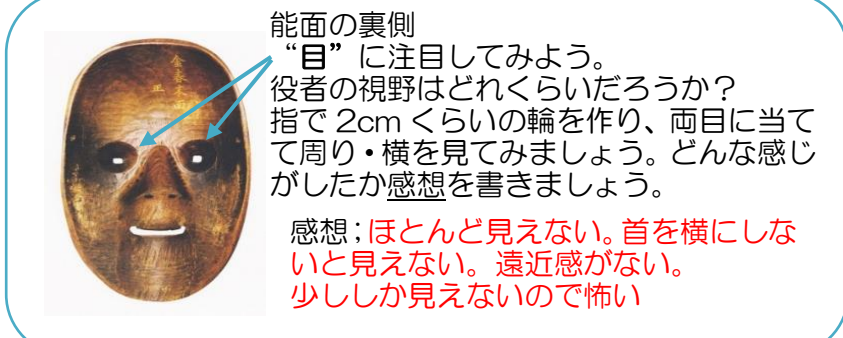 能面の裏側
“目”に注目してみよう。
役者の視野はどれくらいだろうか？
指で 2cm くらいの輪を作り、両目に当て
て周り・横を見てみましょう。どんな感じ
がしたか感想を書きましょう。
感想；ほとんど見えない。首を横にしな
いと見えない。遠近感がない。
少ししか見えないので怖い